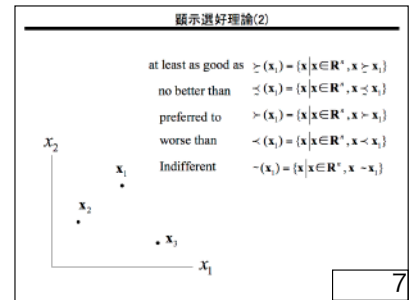 顯示選好理論(2)
at least as good as ≿(x₁) = {x|x∈Rⁿ, x ≿ x₁}
no better than ≾(x₁) = {x|x∈Rⁿ, x ≾ x₁}
preferred to ≻(x₁) = {x|x∈Rⁿ, x ≻ x₁}
worse than ≺(x₁) = {x|x∈Rⁿ, x ≺ x₁}
Indifferent ~(x₁) = {x|x∈Rⁿ, x ~ x₁}
x₂
x₁
x₂
x₃
x₁
7